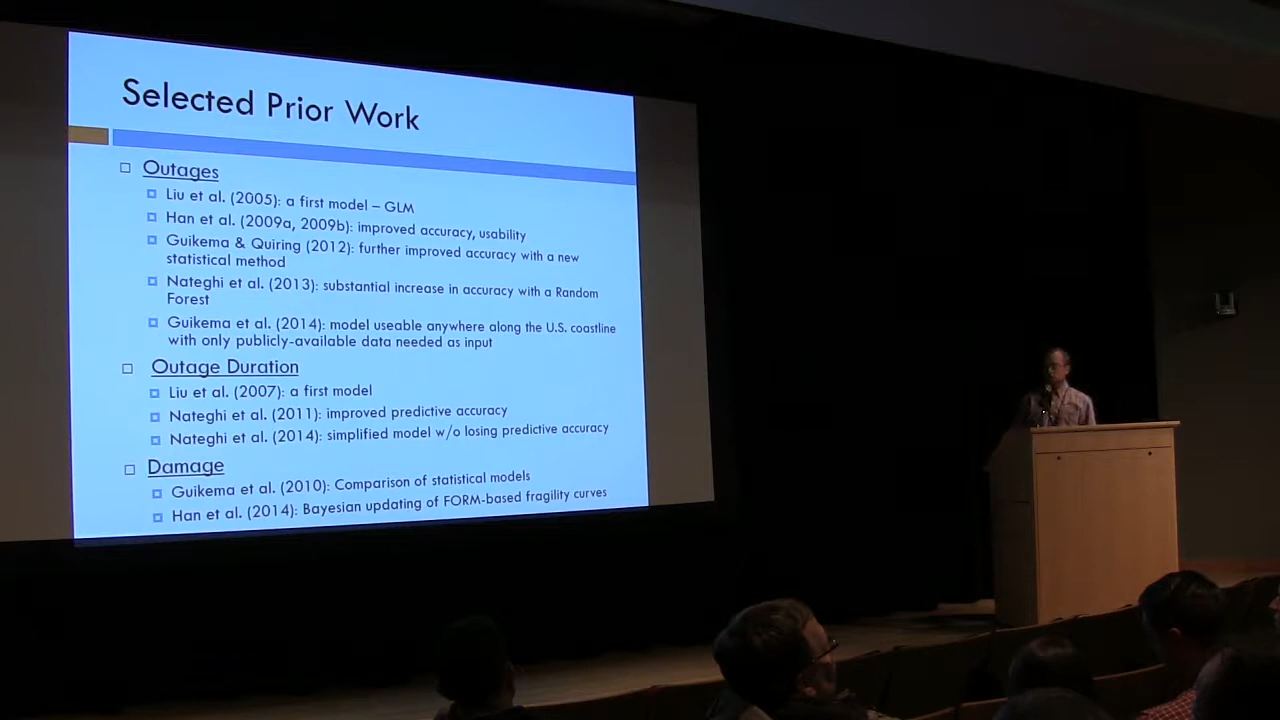 Selected Prior Work
Outages
Liu et al. (2005): a first model – GLM
Han et al. (2009a, 2009b): improved accuracy, usability
Guikema & Quiring (2012): further improved accuracy with a new
statistical method
Nateghi et al. (2013): substantial increase in accuracy with a Random
Forest
Guikema et al. (2014): model useable anywhere along the U.S. coastline
with only publicly-available data needed as input
Outage Duration
Liu et al. (2007): a first model
Nateghi et al. (2011): improved predictive accuracy
Nateghi et al. (2014): simplified model w/o losing predictive accuracy
Damage
Guikema et al. (2010): Comparison of statistical models
Han et al. (2014): Bayesian updating of FORM-based fragility curves